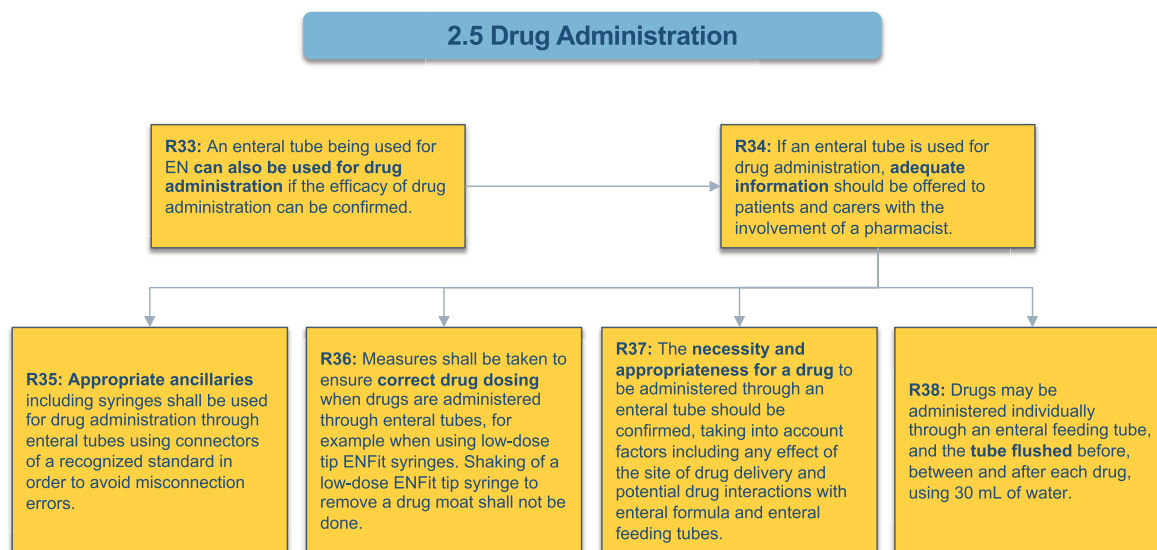 2.5 Drug Administration
R33: An enteral tube being used for
EN can also be used for drug
administration if the efficacy of drug
administration can be confirmed.
R34: If an enteral tube is used for
drug administration, adequate
information should be offered to
patients and carers with the
involvement of a pharmacist.
R35: Appropriate ancillaries
including syringes shall be used
for drug administration through
enteral tubes using connectors
of a recognized standard in
order to avoid misconnection
errors.
R36: Measures shall be taken to
ensure correct drug dosing
when drugs are administered
through enteral tubes, for
example when using low-dose
tip ENFit syringes. Shaking of a
low-dose ENFit tip syringe to
remove a drug moat shall not be
done.
R37: The necessity and
appropriateness for a drug to
be administered through an
enteral tube should be
confirmed, taking into account
factors including any effect of
the site of drug delivery and
potential drug interactions with
enteral formula and enteral
feeding tubes.
R38: Drugs may be
administered individually
through an enteral feeding tube,
and the tube flushed before,
between and after each drug,
using 30 mL of water.